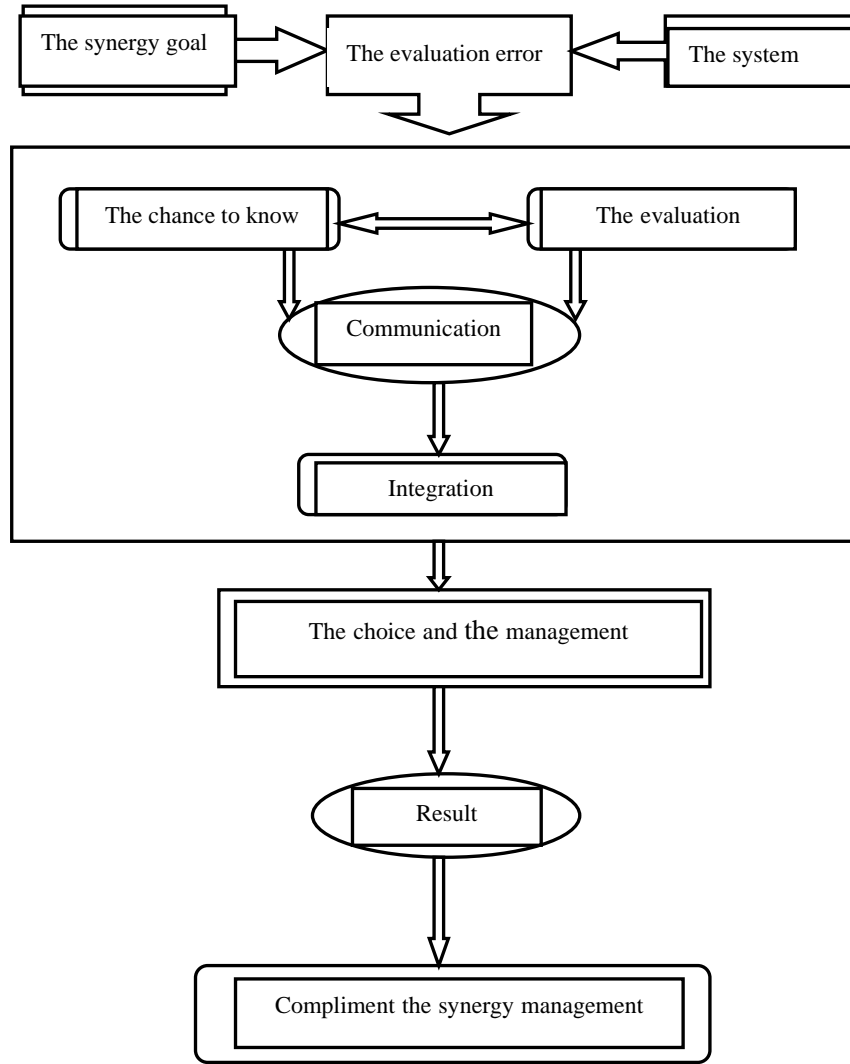 The synergy goal
The evaluation error
The system
The chance to know
The evaluation
Communication
Integration
The choice and the management
Result
Compliment the synergy management